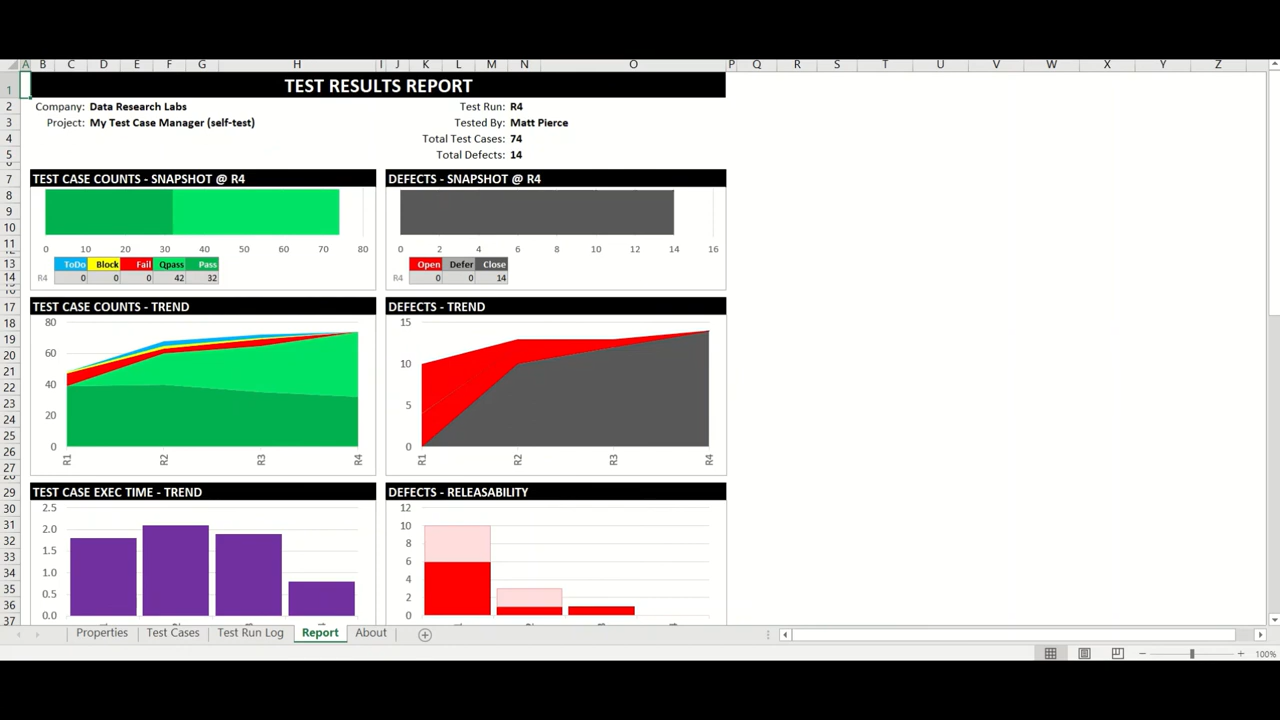 A B C D E F G H I J K L M N O P Q R S T U V W X Y Z
1 TEST RESULTS REPORT
2 Company: Data Research Labs Test Run: R4
3 Project: My Test Case Manager (self-test) Tested By: Matt Pierce
4 Total Test Cases: 74
5 Total Defects: 14
7 TEST CASE COUNTS - SNAPSHOT @ R4 DEFECTS - SNAPSHOT @ R4
8
9
10
0 10 20 30 40 50 60 70 80 0 2 4 6 8 10 12 14 16
11
13 ToDo Block Fail Qpass Pass Open Defer Close
14 R4 0 0 0 42 32 R4 0 0 14
17 TEST CASE COUNTS - TREND DEFECTS - TREND
18 80 15
19
20 60 10
21
22 40
23 5
24 20
25
26 0 0
27 R1 R2 R3 R4 R1 R2 R3 R4
29 TEST CASE EXEC TIME - TREND DEFECTS - RELEASABILITY
30 2.5 12
31 2.0 10
32 8
33 1.5 6
34 1.0 4
35 0.5 2
36 0.0 0
37
Properties Test Cases Test Run Log Report About
100%